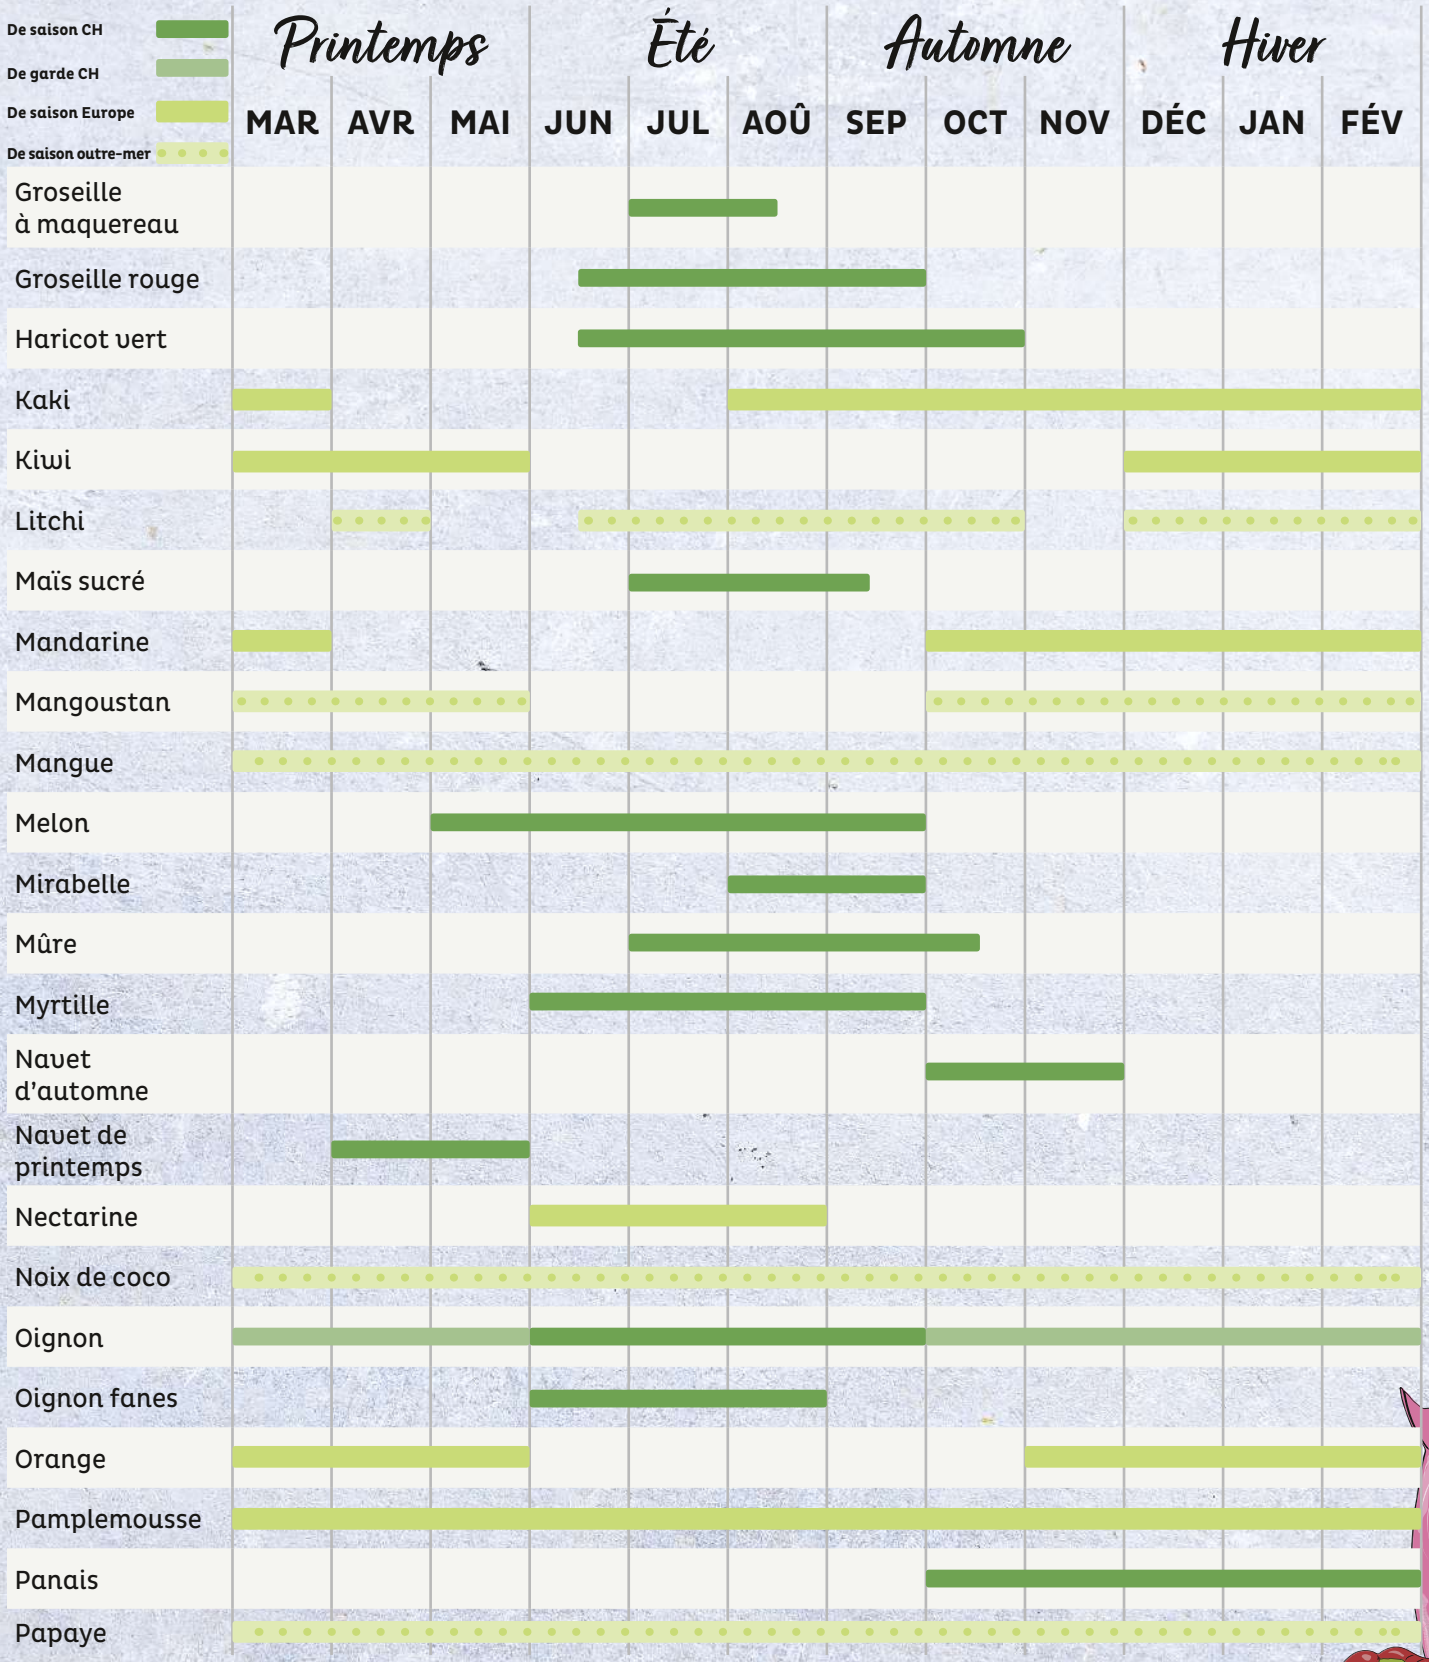 De saison CH
De garde CH
De saison Europe
De saison outre-mer
Printemps
Été
Automne
Hiver
MAR AVR MAI JUN JUL AOÛ SEP OCT NOV DÉC JAN FÉV
Groseille
à maquereau
Groseille rouge
Haricot vert
Kaki
Kiwi
Litchi
Maïs sucré
Mandarine
Mangoustan
Mangue
Melon
Mirabelle
Mûre
Myrtille
Navet
d'automne
Navet de
printemps
Nectarine
Noix de coco
Oignon
Oignon fanes
Orange
Pamplemousse
Panais
Papaye